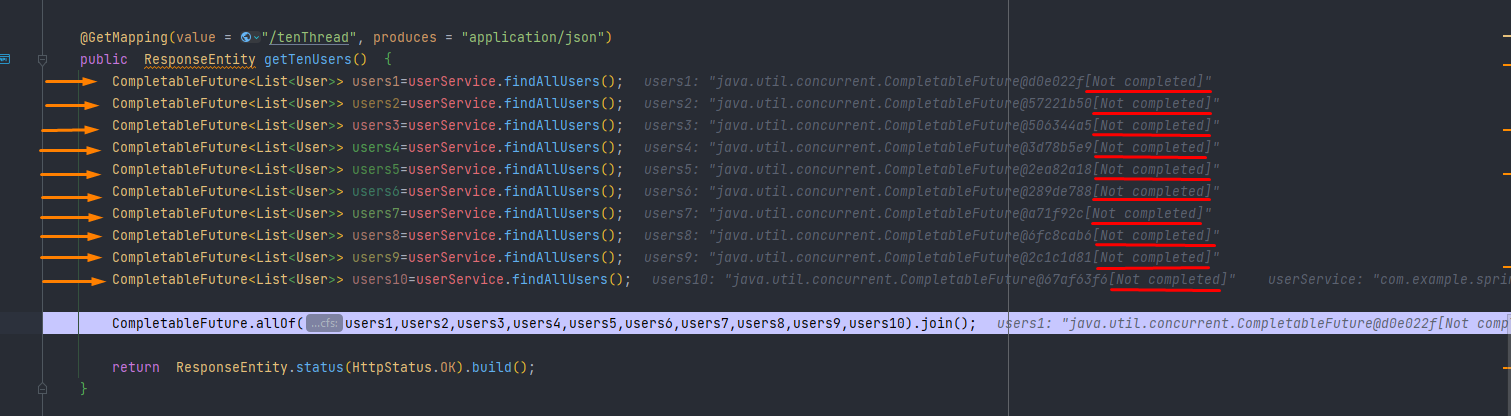 @GetMapping(value = "/tenThread", produces = "application/json")
public ResponseEntity getTenUsers() {
CompletableFuture<List<User>> users1=userService.findAllUsers(); users1: "java.util.concurrent.CompletableFuture@d0e022f[Not completed]"
CompletableFuture<List<User>> users2=userService.findAllUsers(); users2: "java.util.concurrent.CompletableFuture@57221b50[Not completed]"
CompletableFuture<List<User>> users3=userService.findAllUsers(); users3: "java.util.concurrent.CompletableFuture@506344a5[Not completed]"
CompletableFuture<List<User>> users4=userService.findAllUsers(); users4: "java.util.concurrent.CompletableFuture@3d78b5e9[Not completed]"
CompletableFuture<List<User>> users5=userService.findAllUsers(); users5: "java.util.concurrent.CompletableFuture@2ea82a18[Not completed]"
CompletableFuture<List<User>> users6=userService.findAllUsers(); users6: "java.util.concurrent.CompletableFuture@289de788[Not completed]"
CompletableFuture<List<User>> users7=userService.findAllUsers(); users7: "java.util.concurrent.CompletableFuture@a71f92c[Not completed]"
CompletableFuture<List<User>> users8=userService.findAllUsers(); users8: "java.util.concurrent.CompletableFuture@6fc8cab6[Not completed]"
CompletableFuture<List<User>> users9=userService.findAllUsers(); users9: "java.util.concurrent.CompletableFuture@2c1c1d81[Not completed]"
CompletableFuture<List<User>> users10=userService.findAllUsers(); users10: "java.util.concurrent.CompletableFuture@67af63f6[Not completed]" userService: "com.example.spri
CompletableFuture.allOf( ...cfs: users1,users2,users3,users4,users5,users6,users7,users8,users9,users10).join(); users1: "java.util.concurrent.CompletableFuture@d0e022f[Not comp
return ResponseEntity.status(HttpStatus.OK).build();
}